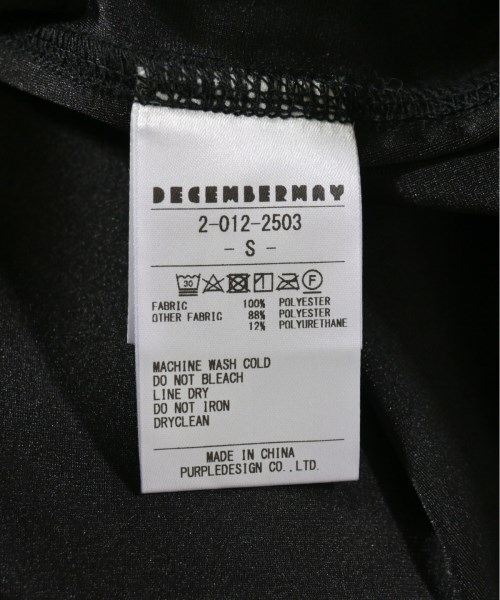 DECEMBERMAY
2-012-2503
- S -
30 F
FABRIC 100% POLYESTER
OTHER FABRIC 88% POLYESTER
12% POLYURETHANE
MACHINE WASH COLD
DO NOT BLEACH
LINE DRY
DO NOT IRON
DRYCLEAN
MADE IN CHINA
PURPLEDESIGN CO.,LTD.